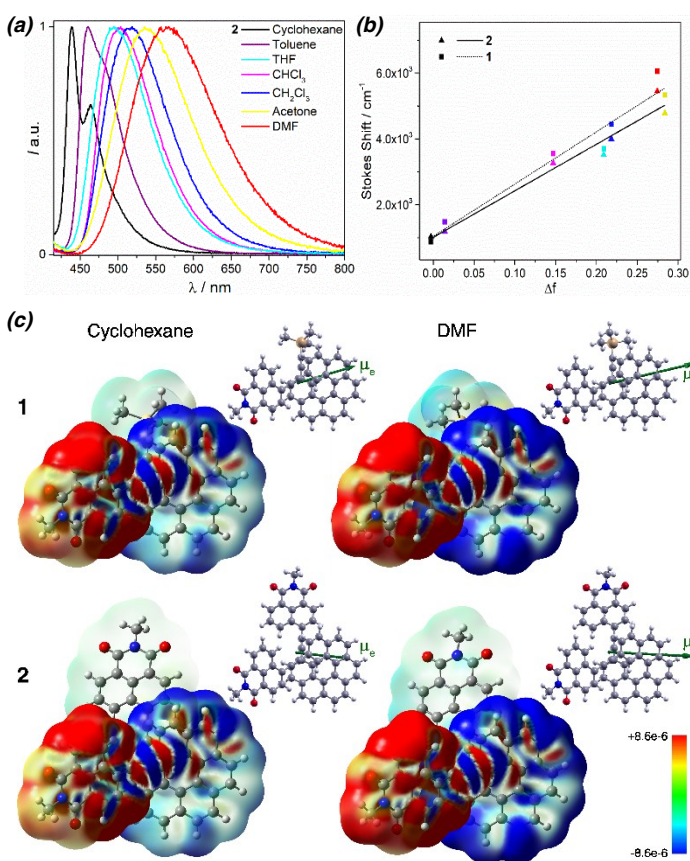 (a)
1
I / a.u.
0
2 Cyclohexane
Toluene
THF
CHCl₃
CH₂Cl₃
Acetone
DMF
450 500 550 600 650 700 750 800
λ / nm
(b)
2
1
Stokes Shift / cm⁻¹
6.0x10³
4.0x10³
2.0x10³
0.00 0.05 0.10 0.15 0.20 0.25 0.30
Δf
(c)
Cyclohexane DMF
1
μₑ
μ
2
μₑ
μ
+8.6e-6
-8.6e-6